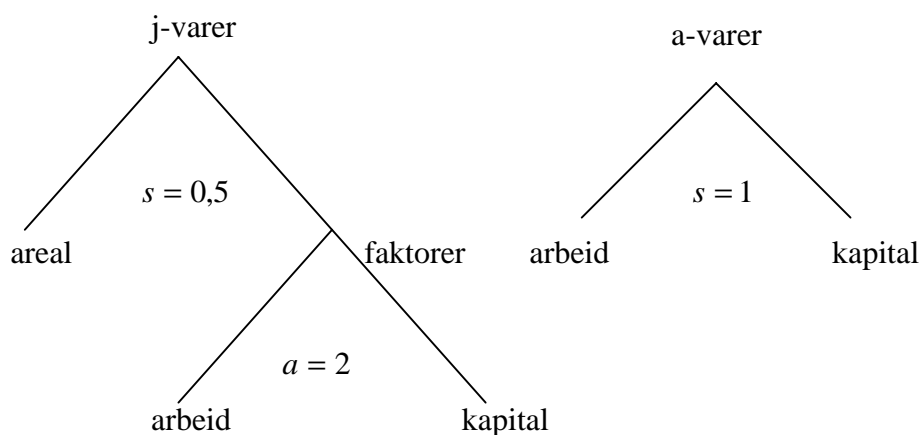 j-varer
a-varer
s = 0,5
s = 1
areal
faktorer
arbeid
kapital
a = 2
arbeid
kapital